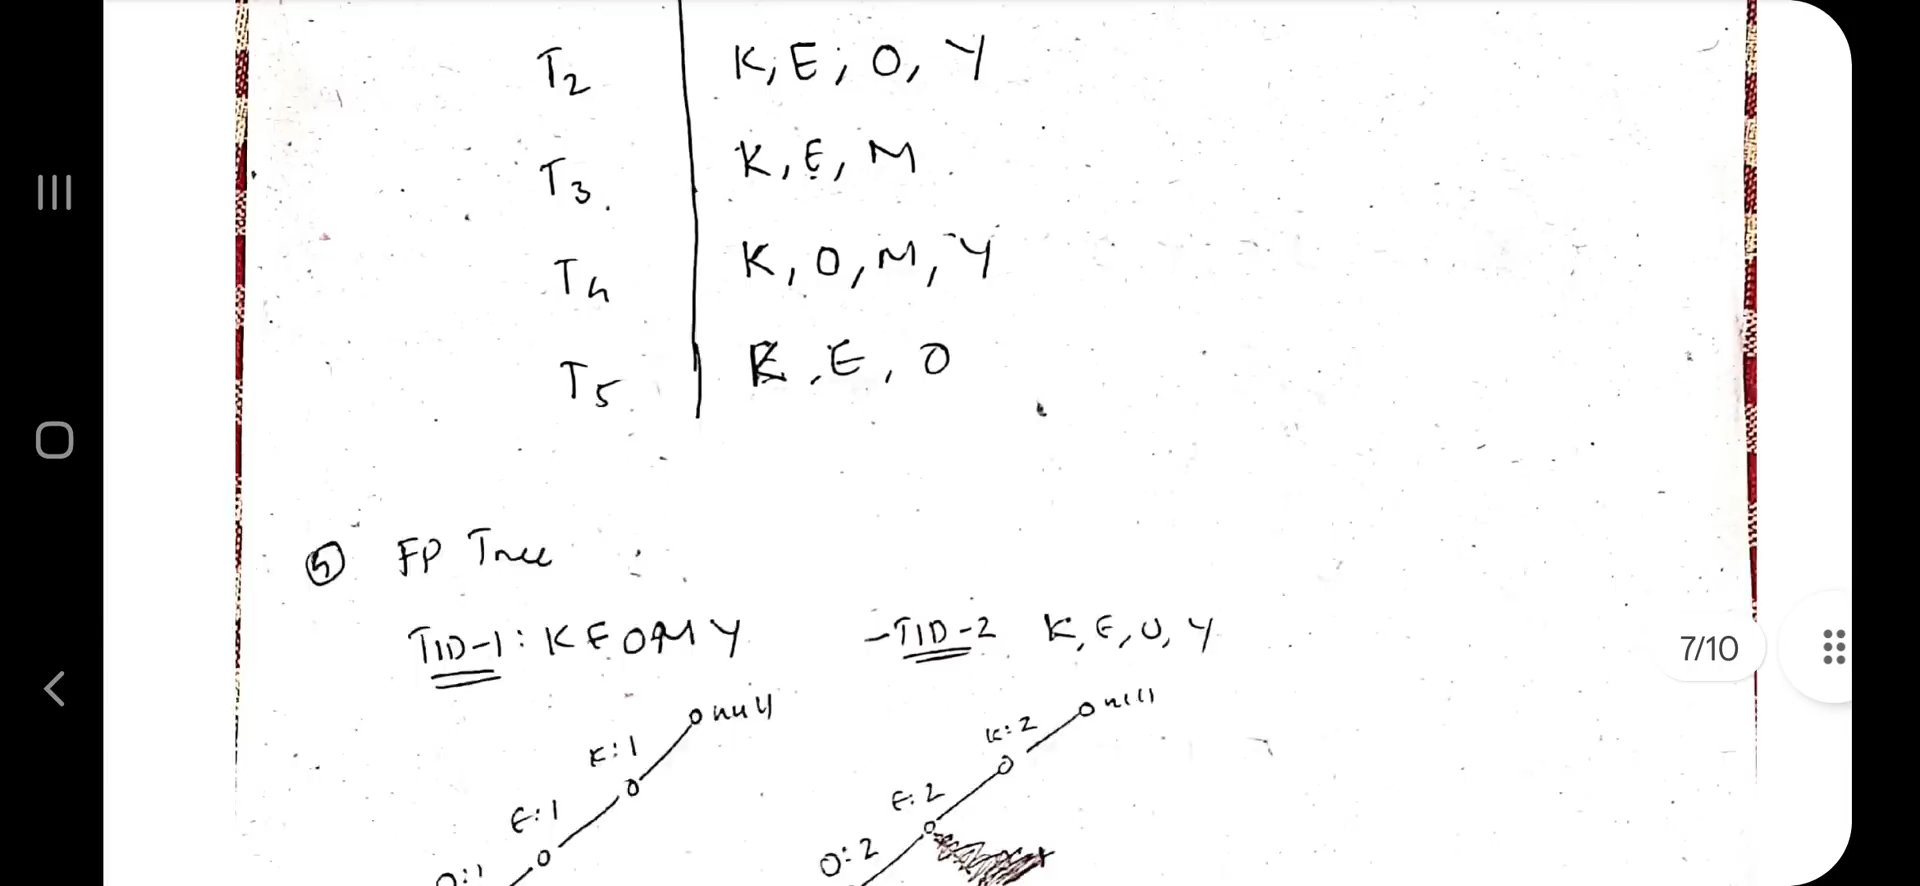 T2 K, E, O, Y
T3. K, E, M
T4 K, O, M, Y
T5 K, E, O
5 FP Tree
TID-1: K E O M Y
-TID-2 K, E, O, Y
null
K:1
E:1
O:1
null
K:2
E:2
O:2
7/10